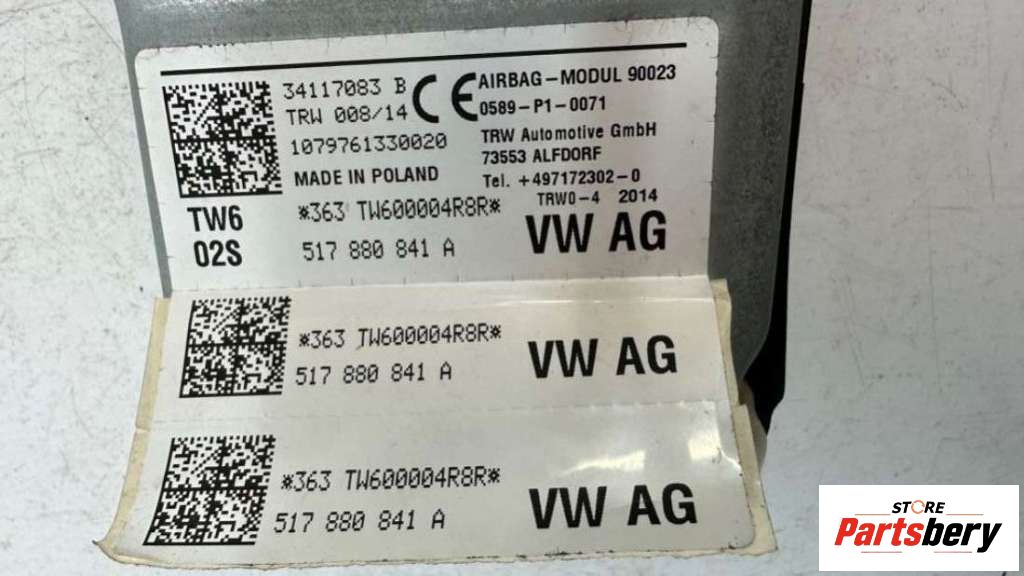 34117083 B
TRW 008/14
1079761330020
MADE IN POLAND
CE
AIRBAG-MODUL 90023
0589-P1-0071
TRW Automotive GmbH
73553 ALFDORF
Tel. +497172302-0
TRW0-4 2014
TW6
02S
*363 TW600004R8R*
517 880 841 A
VW AG
*363 TW600004R8R*
517 880 841 A
VW AG
*363 TW600004R8R*
517 880 841 A
VW AG
STORE
Partsbery